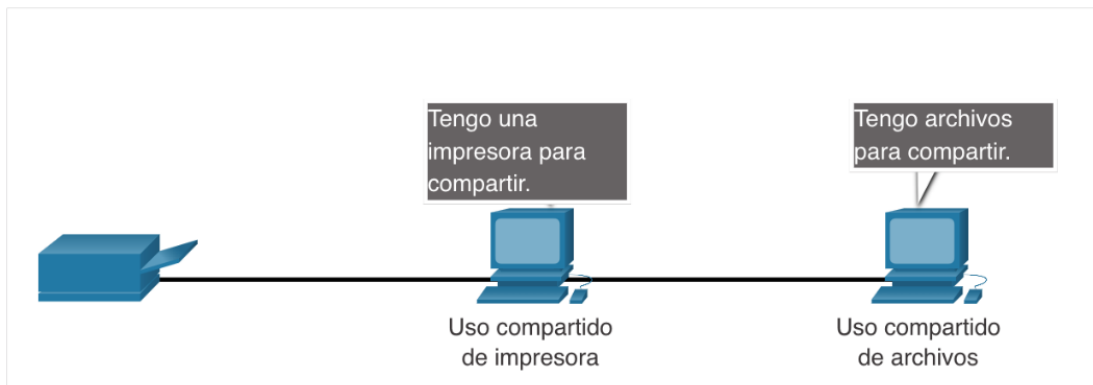 Tengo una
impresora para
compartir.
Tengo archivos
para compartir.
Uso compartido
de impresora
Uso compartido
de archivos